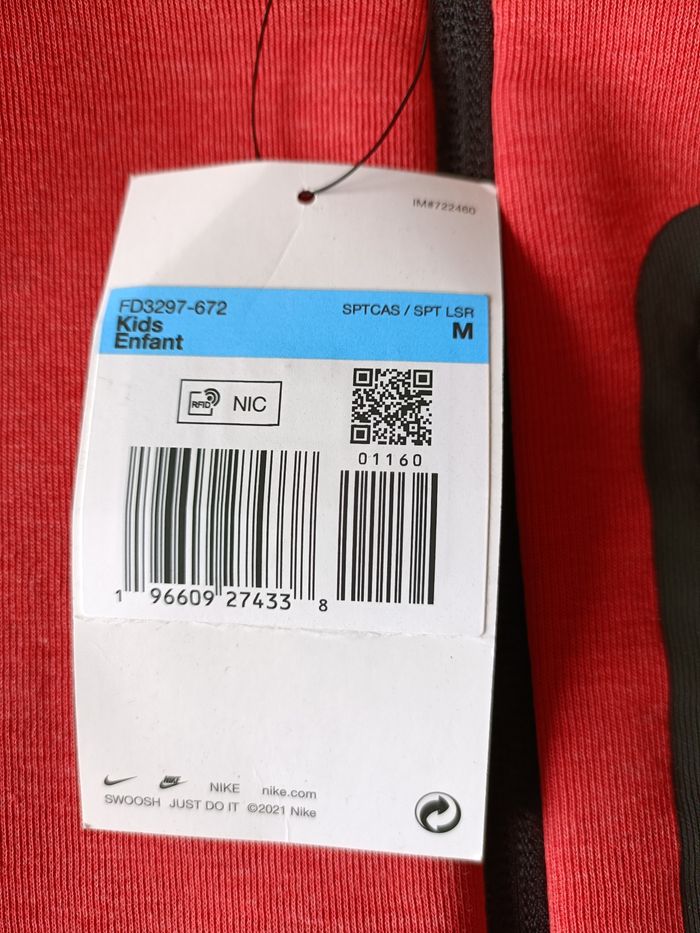 IM#722460
FD3297-672
SPTCAS / SPT LSR
Kids
M
Enfant
RFID
NIC
01160
1 96609 27433 8
NIKE nike.com
SWOOSH JUST DO IT ©2021 Nike